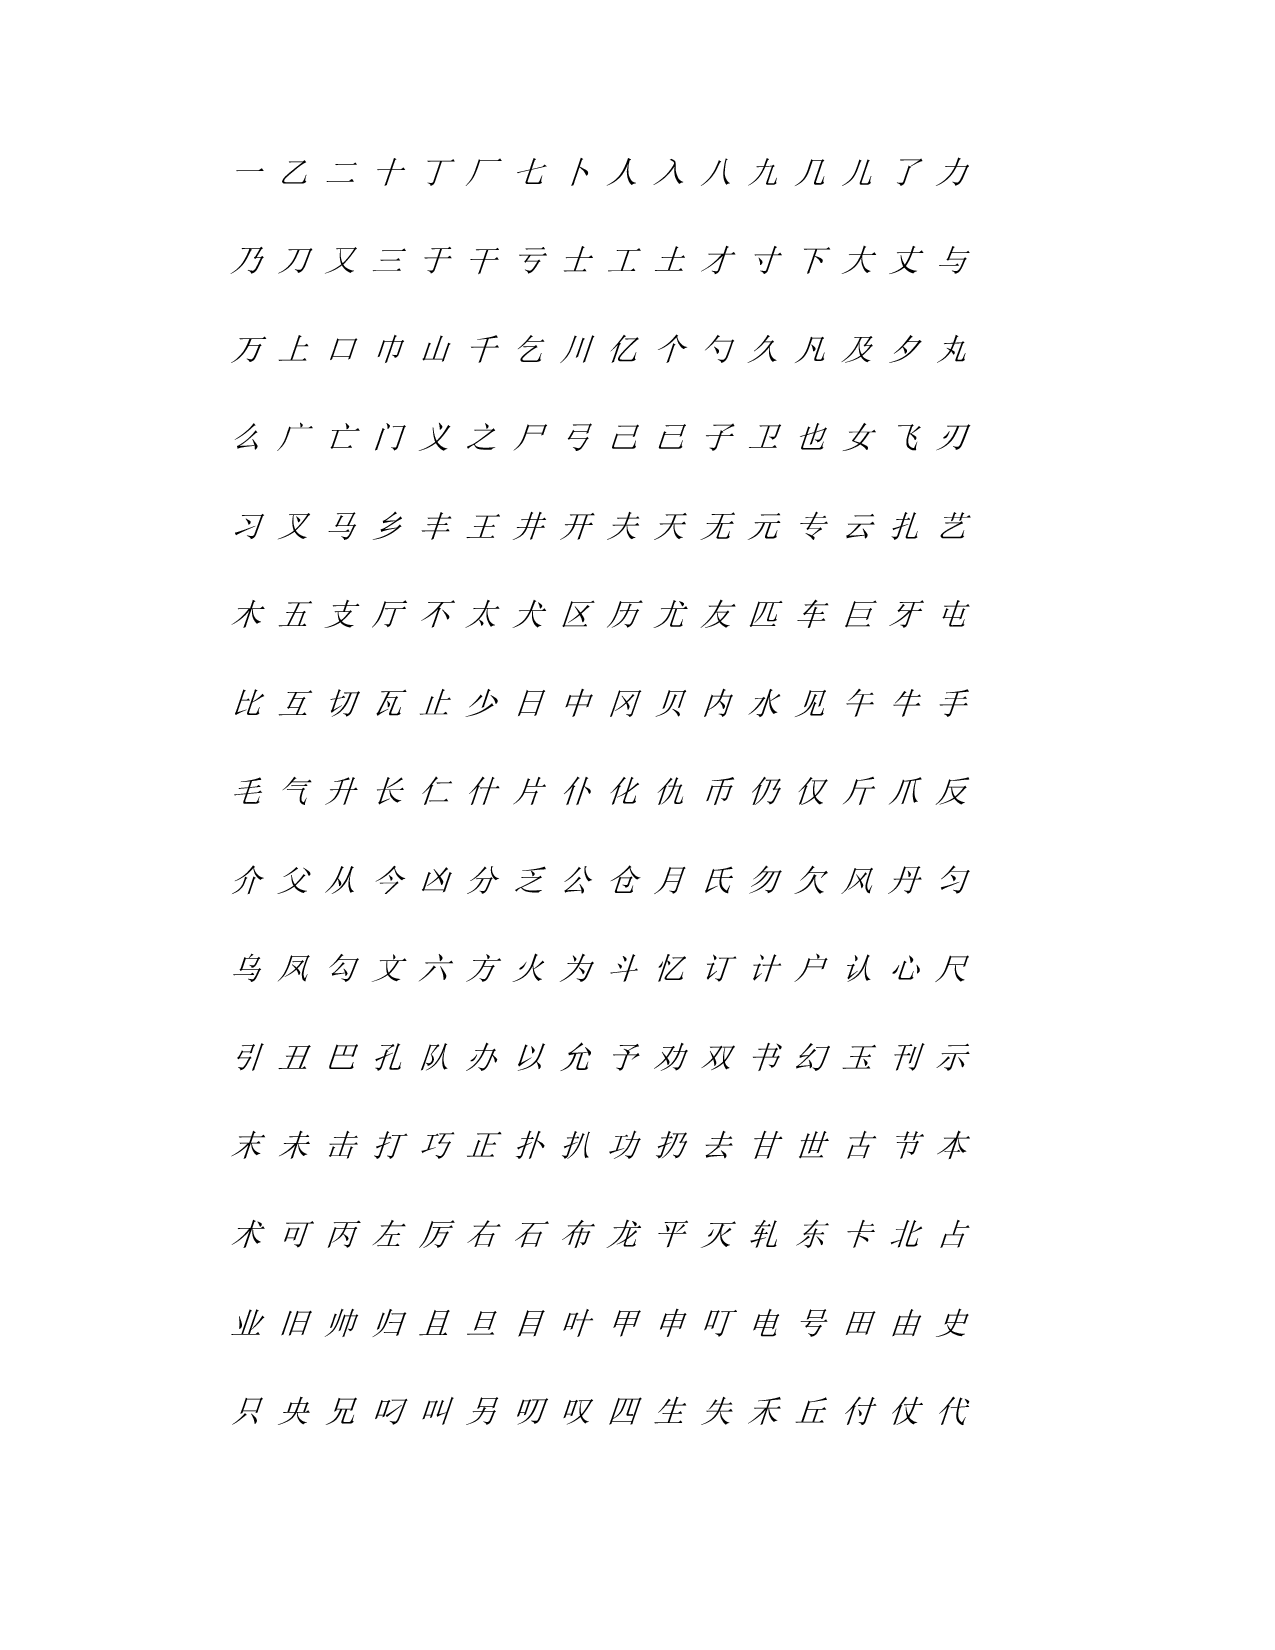 一 乙 二 十 丁 厂 七 卜 人 入 八 九 几 儿 了 力
乃 刀 又 三 于 干 亏 士 工 土 才 寸 下 大 丈 与
万 上 口 巾 山 千 乞 川 亿 个 勺 久 凡 及 夕 丸
么 广 亡 门 义 之 尸 弓 己 已 子 卫 也 女 飞 刃
习 叉 马 乡 丰 王 井 开 夫 天 无 元 专 云 扎 艺
木 五 支 厅 不 太 犬 区 历 尤 友 匹 车 巨 牙 屯
比 互 切 瓦 止 少 日 中 冈 贝 内 水 见 午 牛 手
毛 气 升 长 仁 什 片 仆 化 仇 币 仍 仅 斤 爪 反
介 父 从 今 凶 分 乏 公 仓 月 氏 勿 欠 风 丹 匀
乌 凤 勾 文 六 方 火 为 斗 忆 订 计 户 认 心 尺
引 丑 巴 孔 队 办 以 允 予 劝 双 书 幻 玉 刊 示
末 未 击 打 巧 正 扑 扒 功 扔 去 甘 世 古 节 本
术 可 丙 左 厉 右 石 布 龙 平 灭 轧 东 卡 北 占
业 旧 帅 归 且 旦 目 叶 甲 申 叮 电 号 田 由 史
只 央 兄 叼 叫 另 叨 叹 四 生 失 禾 丘 付 仗 代